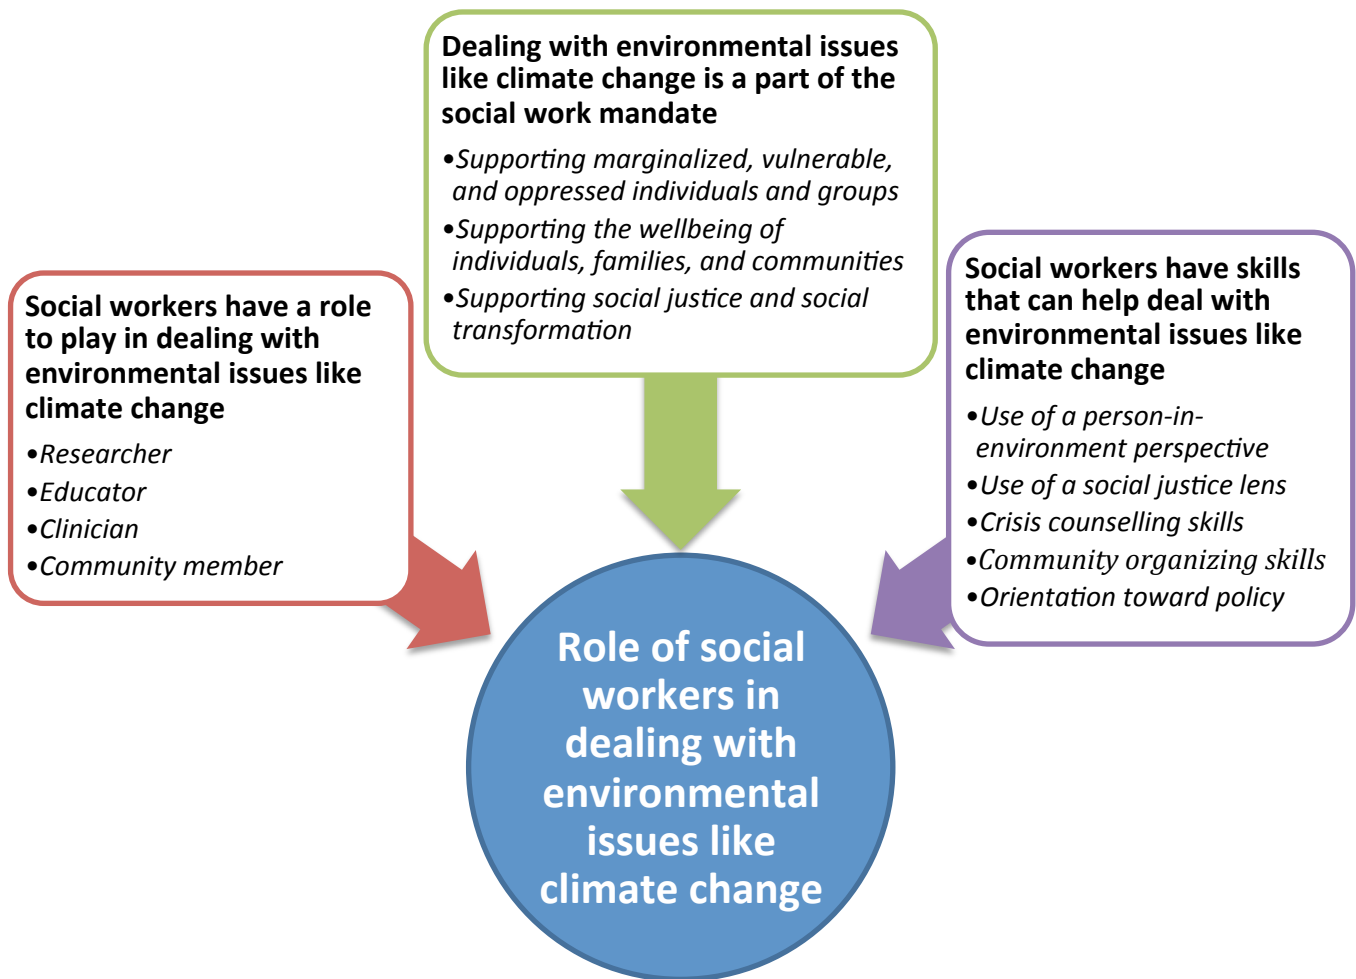 Dealing with environmental issues
like climate change is a part of the
social work mandate
•Supporting marginalized, vulnerable,
and oppressed individuals and groups
•Supporting the wellbeing of
individuals, families, and communities
•Supporting social justice and social
transformation
Social workers have a role
to play in dealing with
environmental issues like
climate change
•Researcher
•Educator
•Clinician
•Community member
Social workers have skills
that can help deal with
environmental issues like
climate change
•Use of a person-in-
environment perspective
•Use of a social justice lens
•Crisis counselling skills
•Community organizing skills
•Orientation toward policy
Role of social
workers in
dealing with
environmental
issues like
climate change